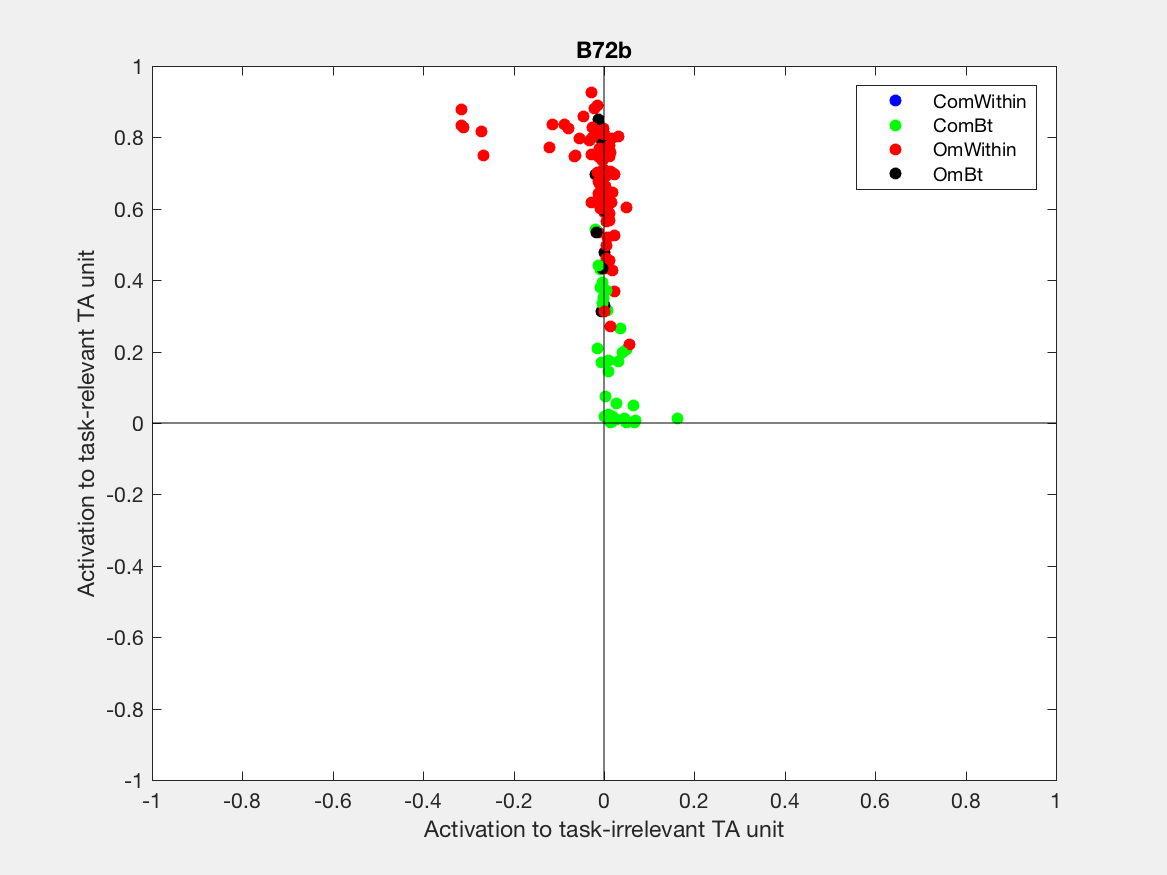 B72b
1
0.8
0.6
0.4
0.2
0
-0.2
-0.4
-0.6
-0.8
-1
Activation to task-relevant TA unit
ComWithin
ComBt
OmWithin
OmBt
-1 -0.8 -0.6 -0.4 -0.2 0 0.2 0.4 0.6 0.8 1
Activation to task-irrelevant TA unit